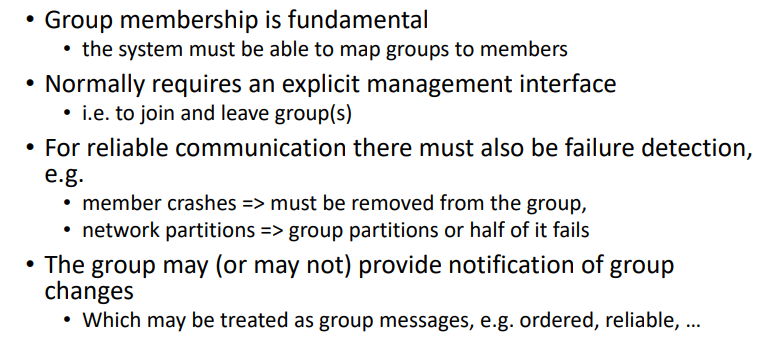 • Group membership is fundamental
• the system must be able to map groups to members
• Normally requires an explicit management interface
• i.e. to join and leave group(s)
• For reliable communication there must also be failure detection,
e.g.
• member crashes => must be removed from the group,
• network partitions => group partitions or half of it fails
• The group may (or may not) provide notification of group
changes
• Which may be treated as group messages, e.g. ordered, reliable, …